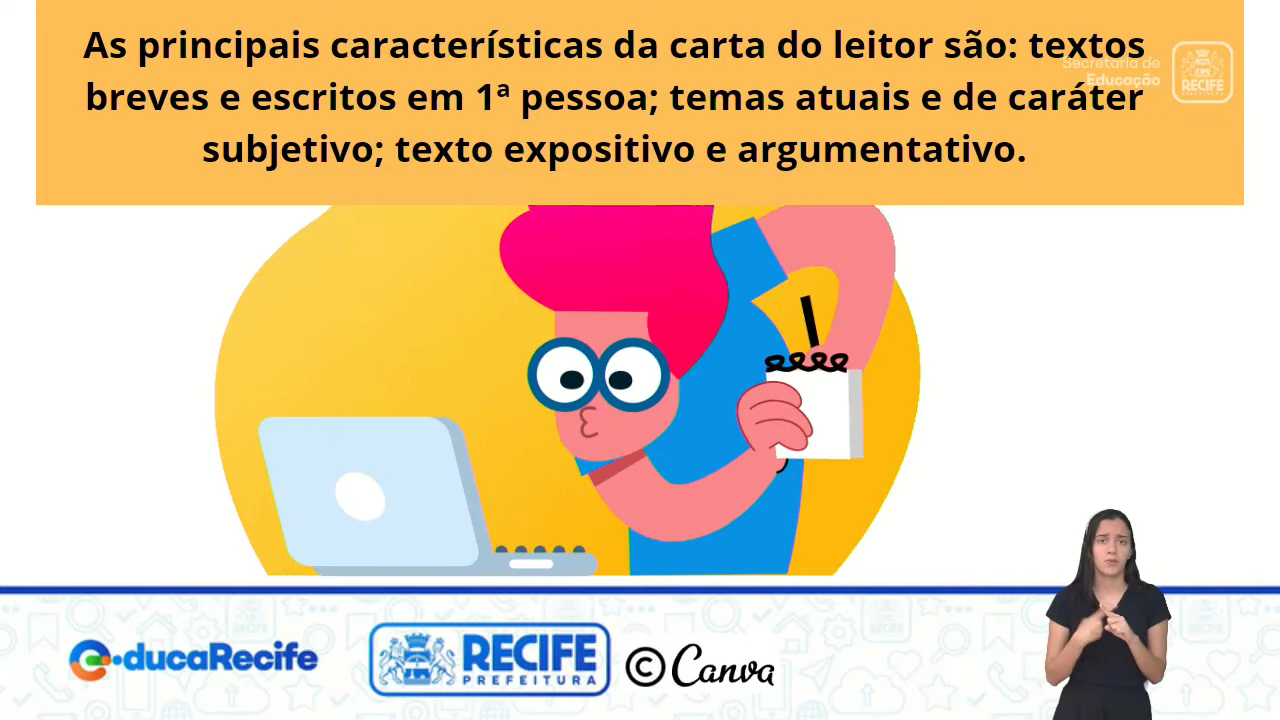 As principais características da carta do leitor são: textos
breves e escritos em 1ª pessoa; temas atuais e de caráter
subjetivo; texto expositivo e argumentativo.
Secretaria de
Educação
RECIFE
PREFEITURA
ducaRecife
RECIFE
PREFEITURA
© Canva